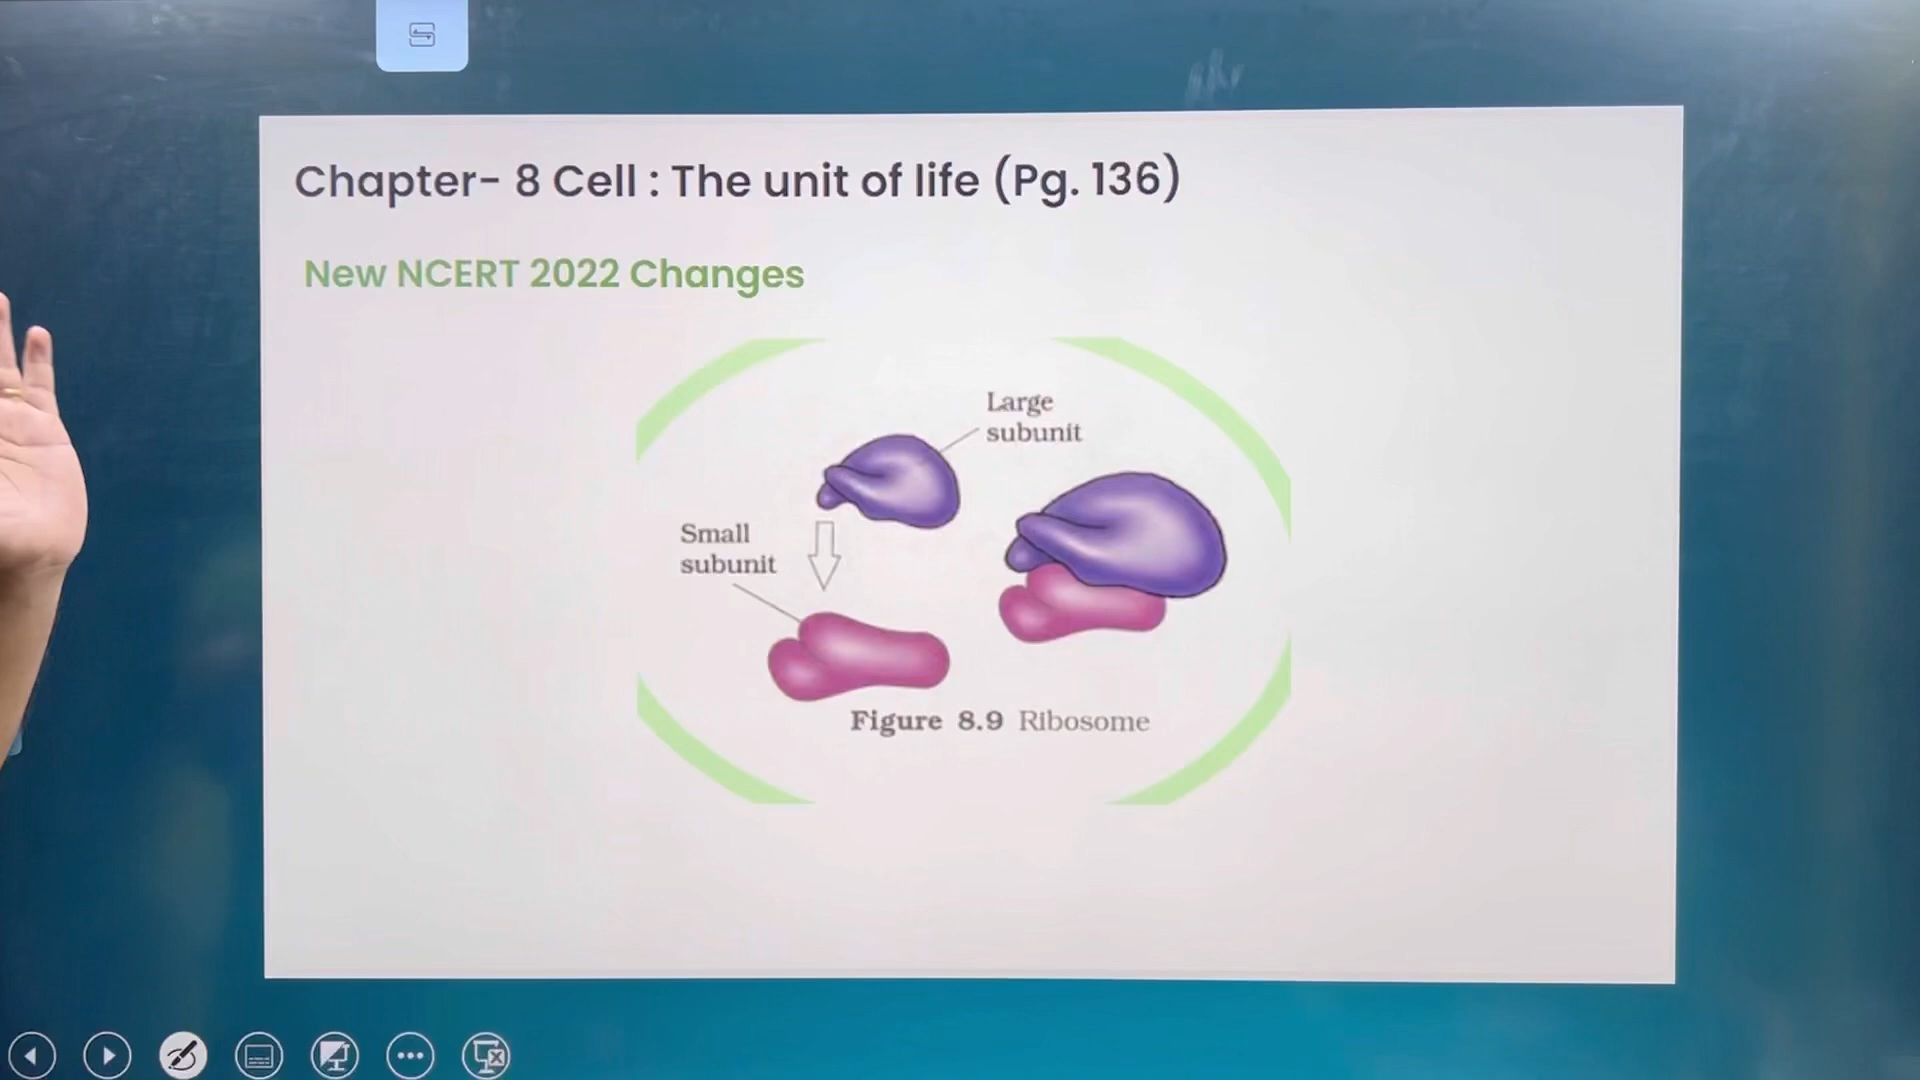 Chapter- 8 Cell : The unit of life (Pg. 136)
New NCERT 2022 Changes
Large
subunit
Small
subunit
Figure 8.9 Ribosome